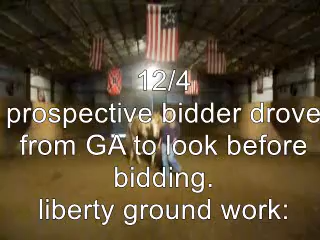 12/4
prospective bidder drove
from GA to look before
bidding.
liberty ground work: